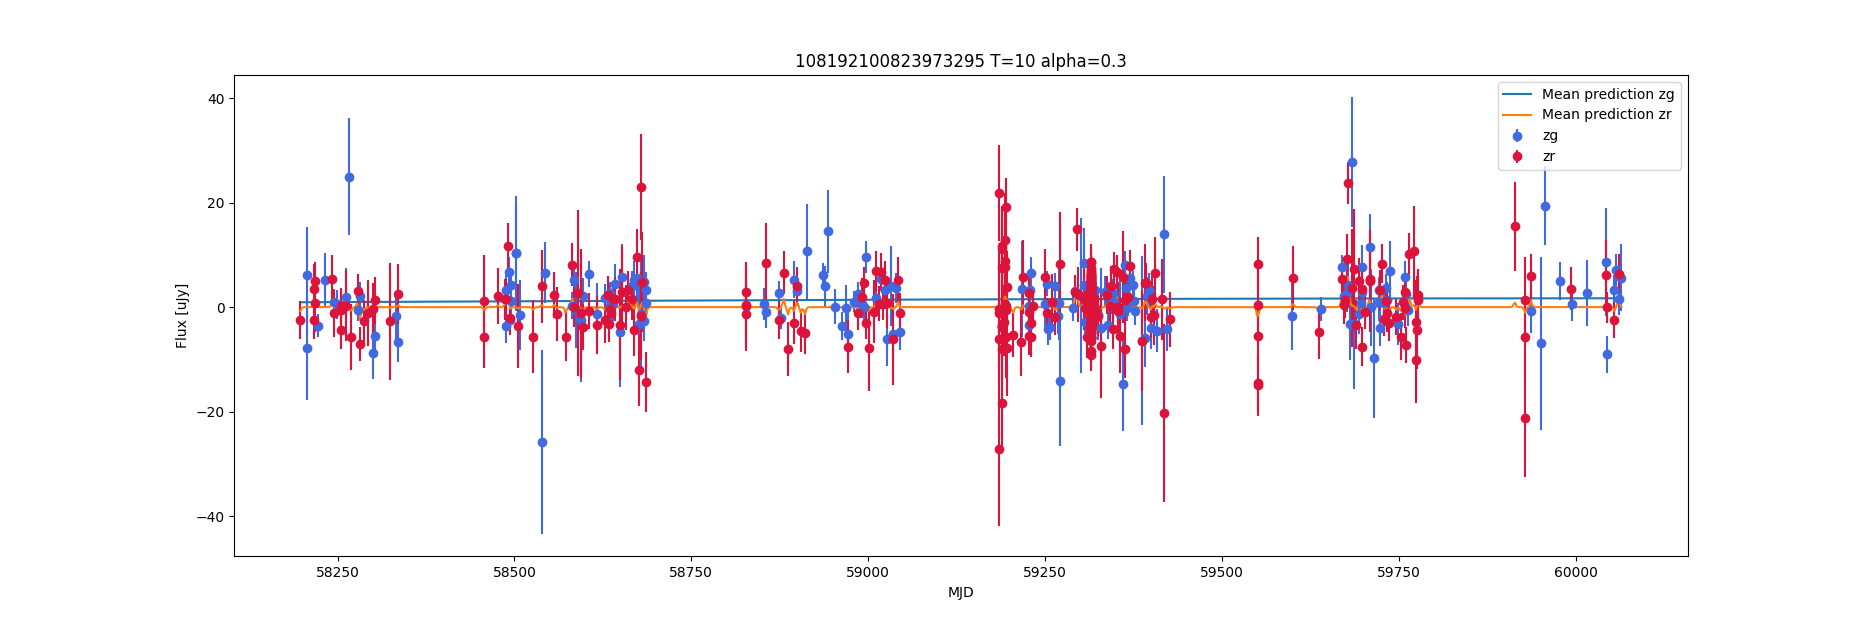 108192100823973295 T=10 alpha=0.3
Mean prediction zg
Mean prediction zr
zg
zr
Flux [uJy]
40
20
0
−20
−40
58250 58500 58750 59000 59250 59500 59750 60000
MJD